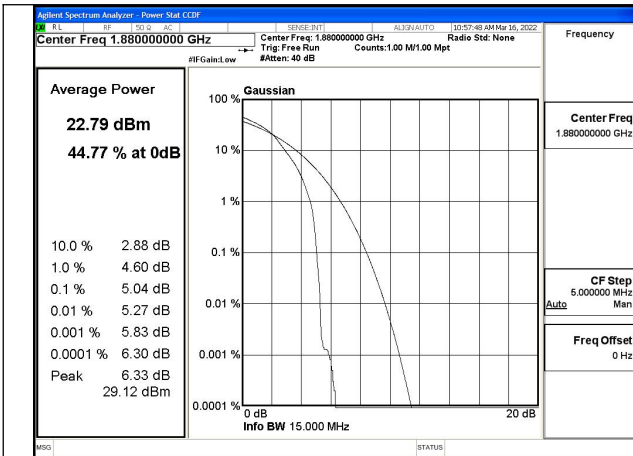 Agilent Spectrum Analyzer - Power Stat CCDF
RL RF 50 Ω AC SENSE:INT ALIGN AUTO 10:57:48 AM Mar 16, 2022
Center Freq 1.880000000 GHz
Center Freq: 1.880000000 GHz Radio Std: None
Trig: Free Run Counts:1.00 M/1.00 Mpt
#IFGain:Low #Atten: 40 dB
Frequency
Average Power
22.79 dBm
44.77 % at 0dB
10.0 % 2.88 dB
1.0 % 4.60 dB
0.1 % 5.04 dB
0.01 % 5.27 dB
0.001 % 5.83 dB
0.0001 % 6.30 dB
Peak 6.33 dB
29.12 dBm
Gaussian
100 %
10 %
1 %
0.1 %
0.01 %
0.001 %
0.0001 %
0 dB 20 dB
Info BW 15.000 MHz
Center Freq
1.880000000 GHz
CF Step
5.000000 MHz
Auto Man
Freq Offset
0 Hz
MSG STATUS